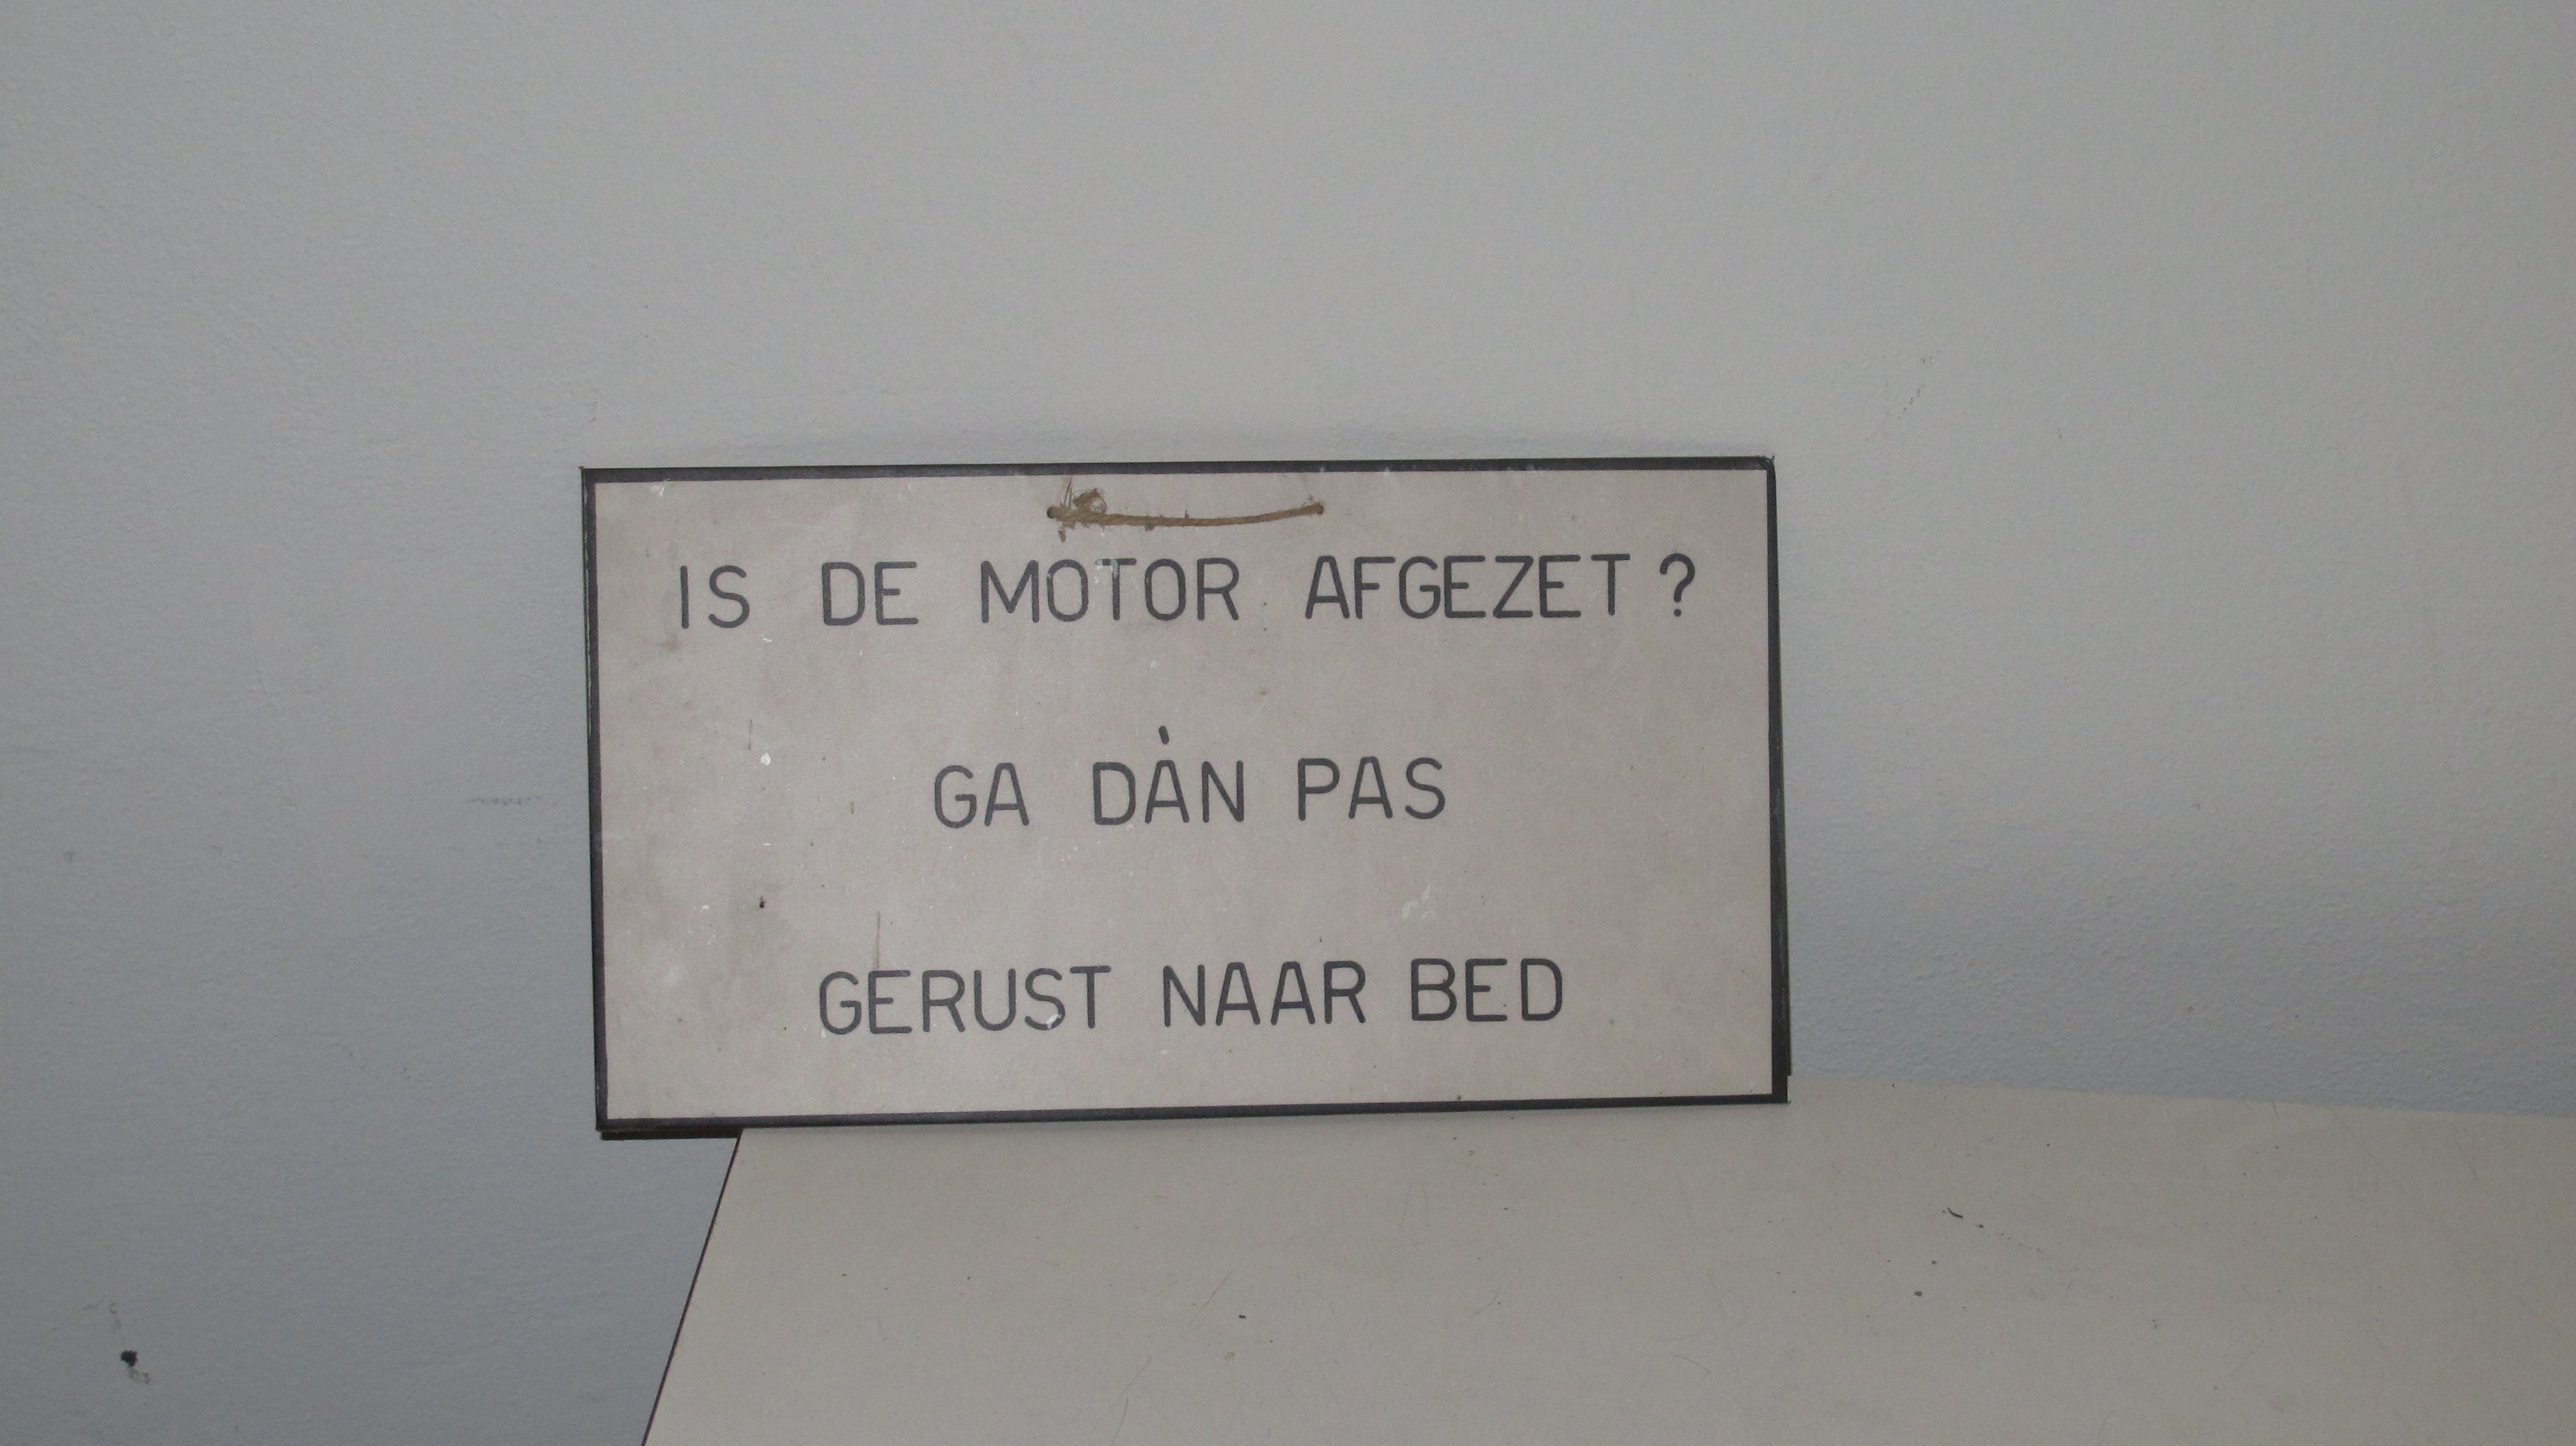 IS DE MOTOR AFGEZET?
GA DÀN PAS
GERUST NAAR BED